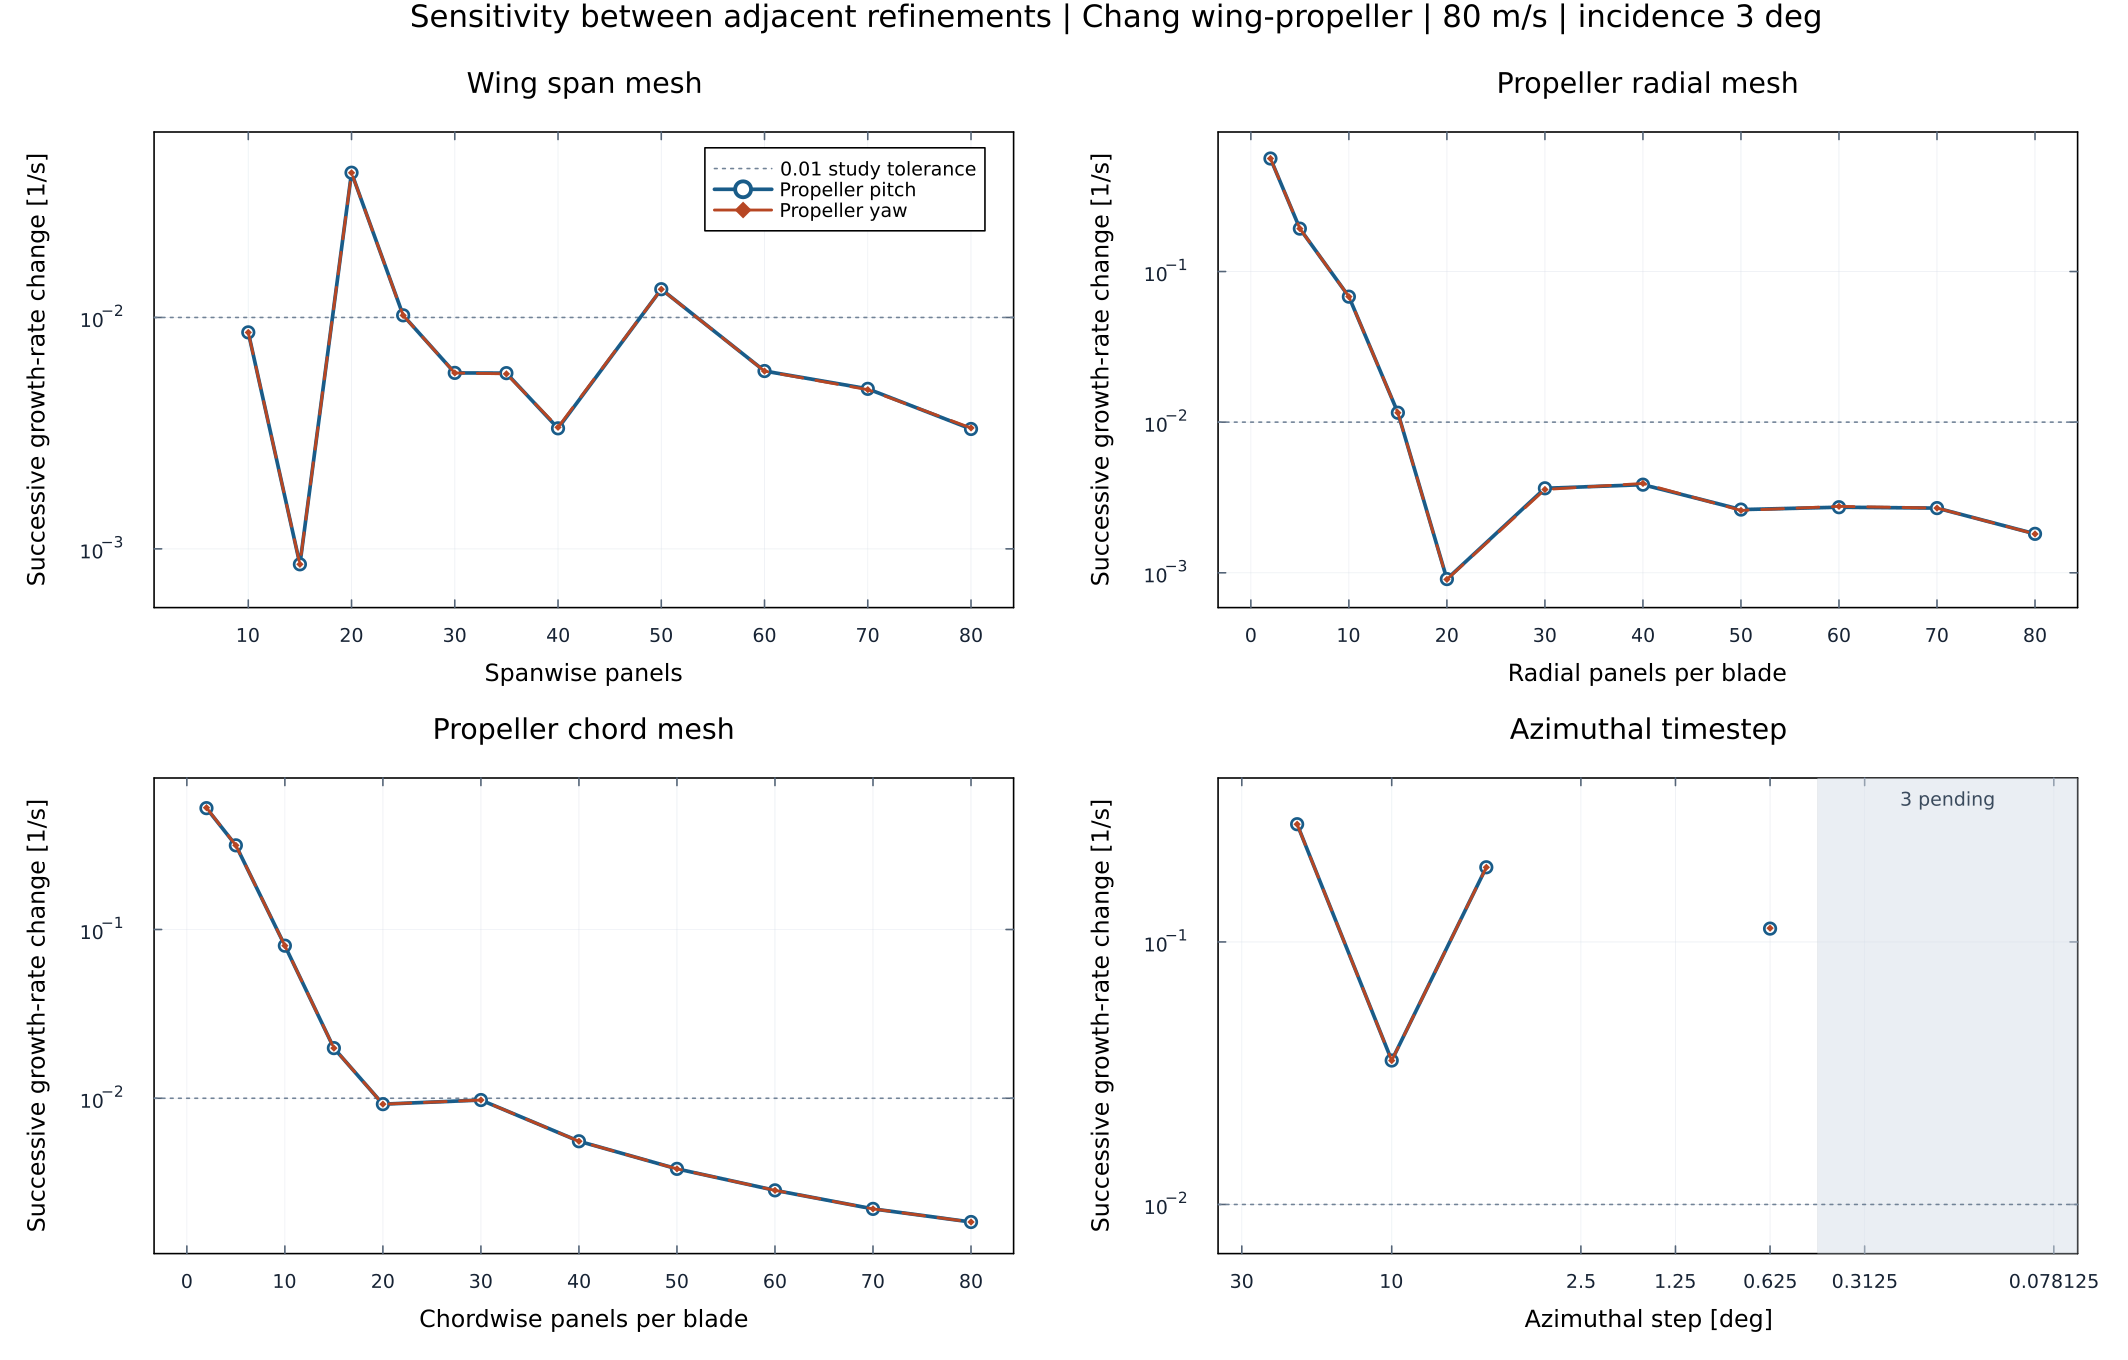 Sensitivity between adjacent refinements | Chang wing-propeller | 80 m/s | incidence 3 deg
Wing span mesh
Successive growth-rate change [1/s]
10⁻²
10⁻³
0.01 study tolerance
Propeller pitch
Propeller yaw
10 20 30 40 50 60 70 80
Spanwise panels
Propeller radial mesh
Successive growth-rate change [1/s]
10⁻¹
10⁻²
10⁻³
0 10 20 30 40 50 60 70 80
Radial panels per blade
Propeller chord mesh
Successive growth-rate change [1/s]
10⁻¹
10⁻²
0 10 20 30 40 50 60 70 80
Chordwise panels per blade
Azimuthal timestep
Successive growth-rate change [1/s]
3 pending
10⁻¹
10⁻²
30 10 2.5 1.25 0.625 0.3125 0.078125
Azimuthal step [deg]